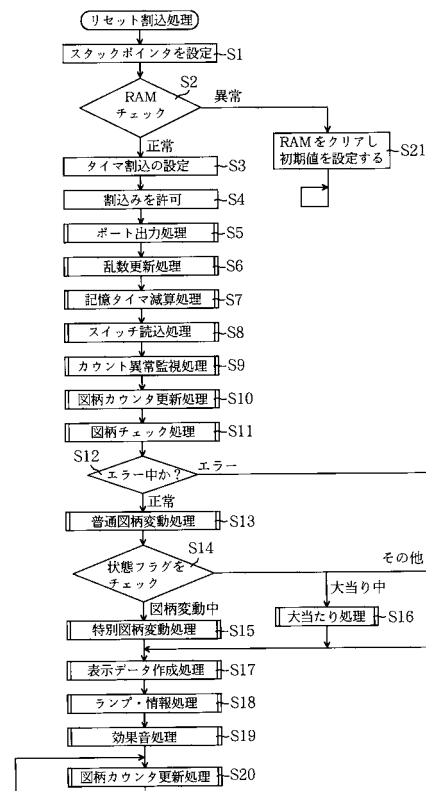 リセット割込処理
スタックポインタを設定 S1
S2
RAM
チェック
異常
正常
RAMをクリアし
初期値を設定する
S21
タイマ割込の設定 S3
割込みを許可 S4
ポート出力処理 S5
乱数更新処理 S6
記憶タイマ減算処理 S7
スイッチ読込処理 S8
カウント異常監視処理 S9
図柄カウンタ更新処理 S10
図柄チェック処理 S11
S12
エラー中か？
エラー
正常
普通図柄変動処理 S13
S14
状態フラグを
チェック
その他
大当り中
図柄変動中
大当たり処理 S16
特別図柄変動処理 S15
表示データ作成処理 S17
ランプ・情報処理 S18
効果音処理 S19
図柄カウンタ更新処理 S20